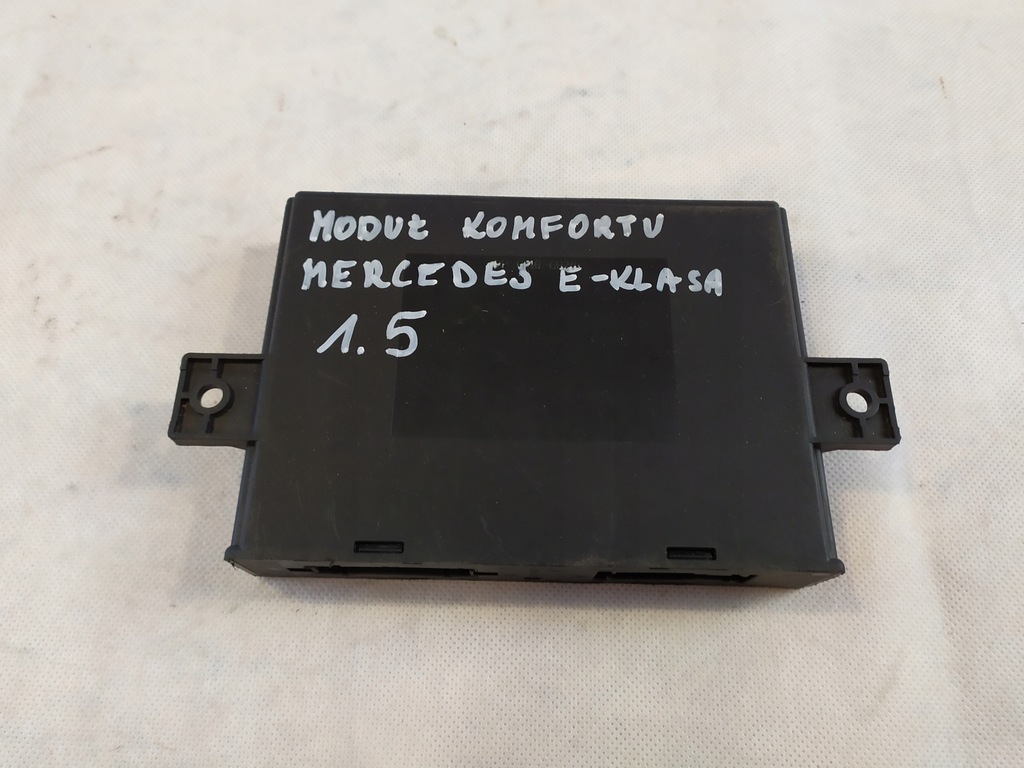 MODUŁ KOMFORTU
MERCEDES E-KLASA
1.5